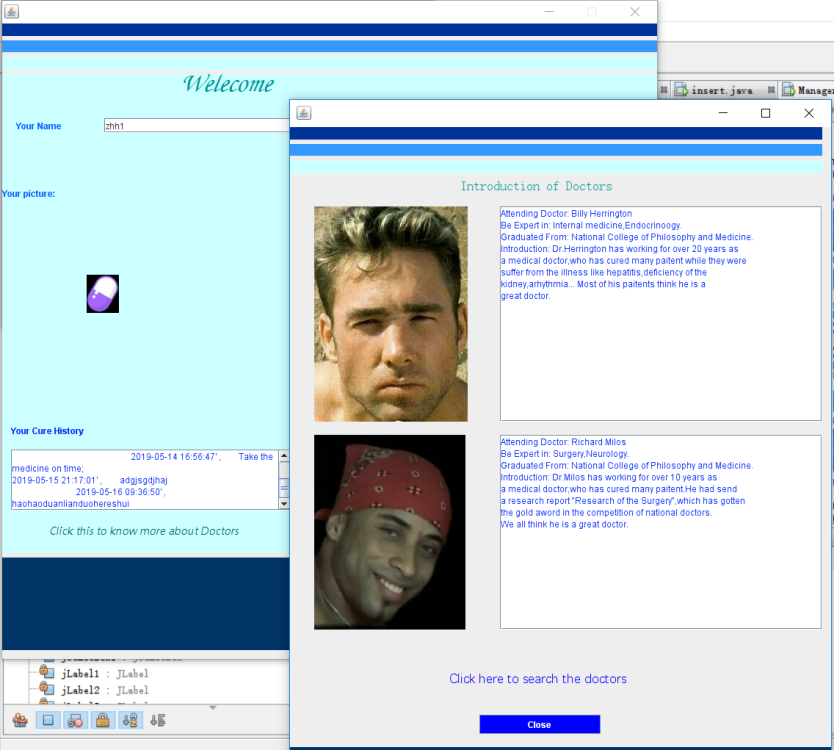 Welecome
Your Name
zhh1
Your picture:
Your Cure History
2019-05-14 16:56:47', Take the
medicine on time;
2019-05-15 21:17:01', adgjsgdjhaj
2019-05-16 09:36:50',
haohaoduanlianduohereshui
Click this to know more about Doctors
insert.java
Manage
Introduction of Doctors
Attending Doctor: Billy Herrington
Be Expert in: Internal medicine,Endocrinoogy.
Graduated From: National College of Philosophy and Medicine.
Introduction: Dr.Herrington has working for over 20 years as
a medical doctor,who has cured many paitent while they were
suffer from the illness like hepatitis,deficiency of the
kidney,arhythmia... Most of his paitents think he is a
great doctor.
Attending Doctor: Richard Milos
Be Expert in: Surgery,Neurology.
Graduated From: National College of Philosophy and Medicine.
Introduction: Dr.Milos has working for over 10 years as
a medical doctor,who has cured many paitent.He had send
a research report "Research of the Surgery",which has gotten
the gold aword in the competition of national doctors.
We all think he is a great doctor.
Click here to search the doctors
Close
jLabel1 : JLabel
jLabel2 : JLabel